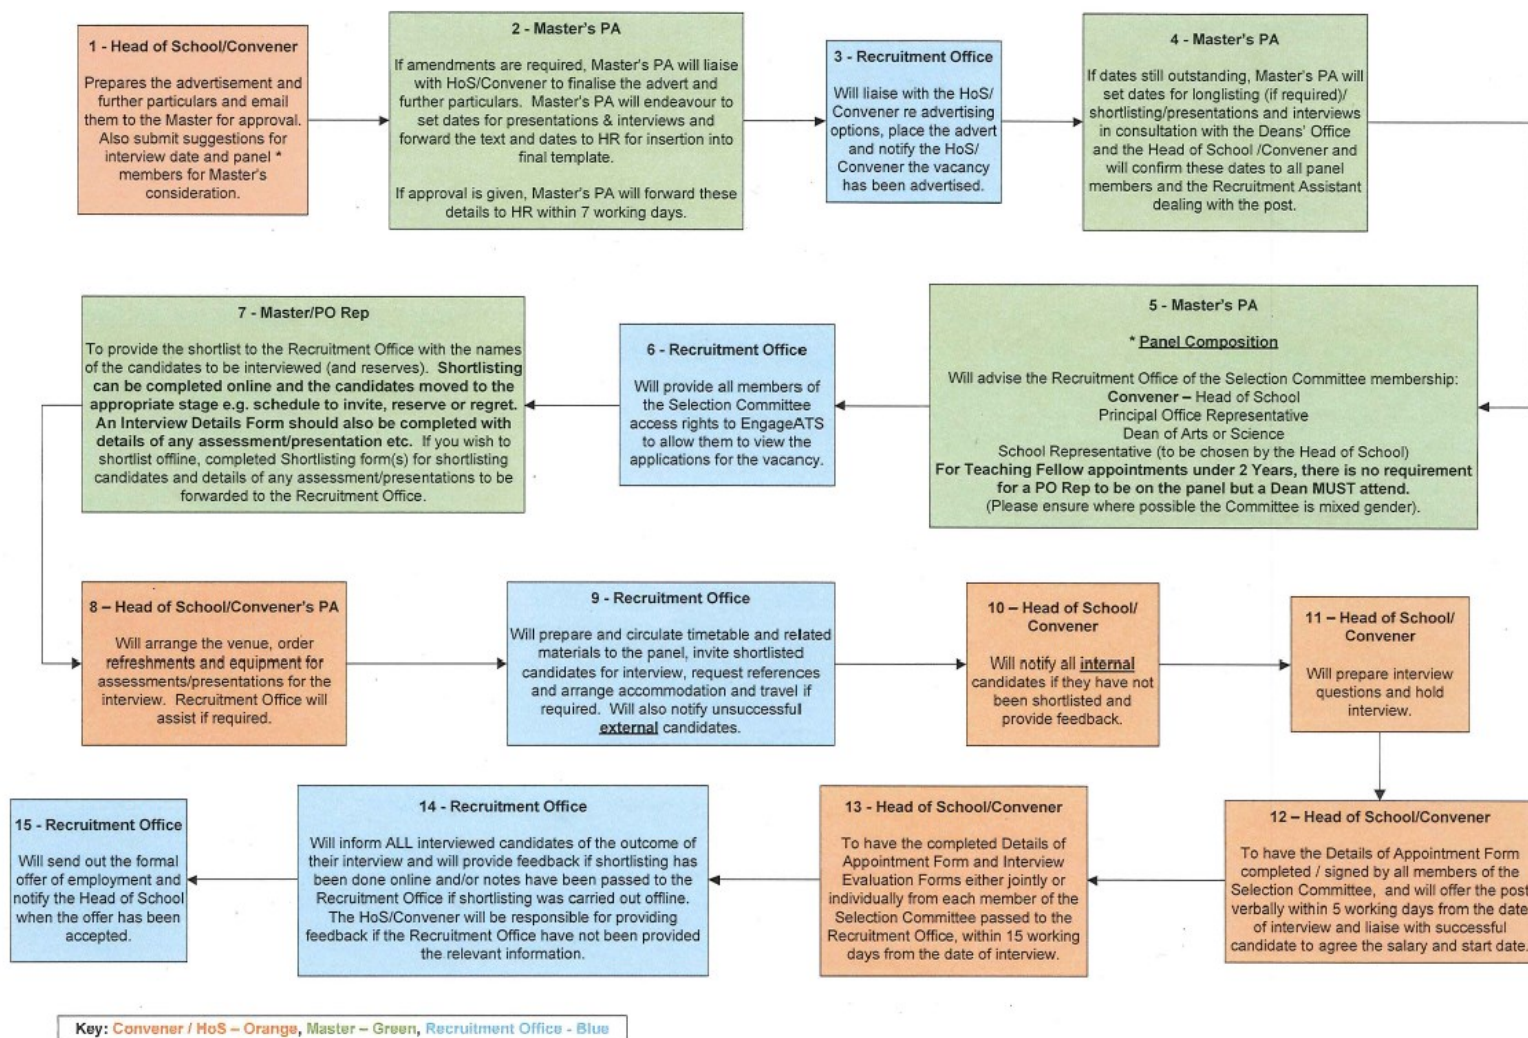 1 - Head of School/Convener
Prepares the advertisement and
further particulars and email
them to the Master for approval.
Also submit suggestions for
interview date and panel *
members for Master's
consideration.
2 - Master's PA
If amendments are required, Master's PA will liaise
with HoS/Convener to finalise the advert and
further particulars. Master's PA will endeavour to
set dates for presentations & interviews and
forward the text and dates to HR for insertion into
final template.
If approval is given, Master's PA will forward these
details to HR within 7 working days.
3 - Recruitment Office
Will liaise with the HoS/
Convener re advertising
options, place the advert
and notify the HoS/
Convener the vacancy
has been advertised.
4 - Master's PA
If dates still outstanding, Master's PA will
set dates for longlisting (if required)/
shortlisting/presentations and interviews
in consultation with the Deans' Office
and the Head of School /Convener and
will confirm these dates to all panel
members and the Recruitment Assistant
dealing with the post.
5 - Master's PA
* Panel Composition
Will advise the Recruitment Office of the Selection Committee membership:
Convener – Head of School
Principal Office Representative
Dean of Arts or Science
School Representative (to be chosen by the Head of School)
For Teaching Fellow appointments under 2 Years, there is no requirement
for a PO Rep to be on the panel but a Dean MUST attend.
(Please ensure where possible the Committee is mixed gender).
6 - Recruitment Office
Will provide all members of
the Selection Committee
access rights to EngageATS
to allow them to view the
applications for the vacancy.
7 - Master/PO Rep
To provide the shortlist to the Recruitment Office with the names
of the candidates to be interviewed (and reserves). Shortlisting
can be completed online and the candidates moved to the
appropriate stage e.g. schedule to invite, reserve or regret.
An Interview Details Form should also be completed with
details of any assessment/presentation etc. If you wish to
shortlist offline, completed Shortlisting form(s) for shortlisting
candidates and details of any assessment/presentations to be
forwarded to the Recruitment Office.
8 – Head of School/Convener's PA
Will arrange the venue, order
refreshments and equipment for
assessments/presentations for the
interview. Recruitment Office will
assist if required.
9 - Recruitment Office
Will prepare and circulate timetable and related
materials to the panel, invite shortlisted
candidates for interview, request references
and arrange accommodation and travel if
required. Will also notify unsuccessful
external candidates.
10 – Head of School/
Convener
Will notify all internal
candidates if they have not
been shortlisted and
provide feedback.
11 – Head of School/
Convener
Will prepare interview
questions and hold
interview.
12 – Head of School/Convener
To have the Details of Appointment Form
completed / signed by all members of the
Selection Committee, and will offer the post
verbally within 5 working days from the date
of interview and liaise with successful
candidate to agree the salary and start date.
13 - Head of School/Convener
To have the completed Details of
Appointment Form and Interview
Evaluation Forms either jointly or
individually from each member of the
Selection Committee passed to the
Recruitment Office, within 15 working
days from the date of interview.
14 - Recruitment Office
Will inform ALL interviewed candidates of the outcome of
their interview and will provide feedback if shortlisting has
been done online and/or notes have been passed to the
Recruitment Office if shortlisting was carried out offline.
The HoS/Convener will be responsible for providing
feedback if the Recruitment Office have not been provided
the relevant information.
15 - Recruitment Office
Will send out the formal
offer of employment and
notify the Head of School
when the offer has been
accepted.
Key: Convener / HoS – Orange, Master – Green, Recruitment Office - Blue